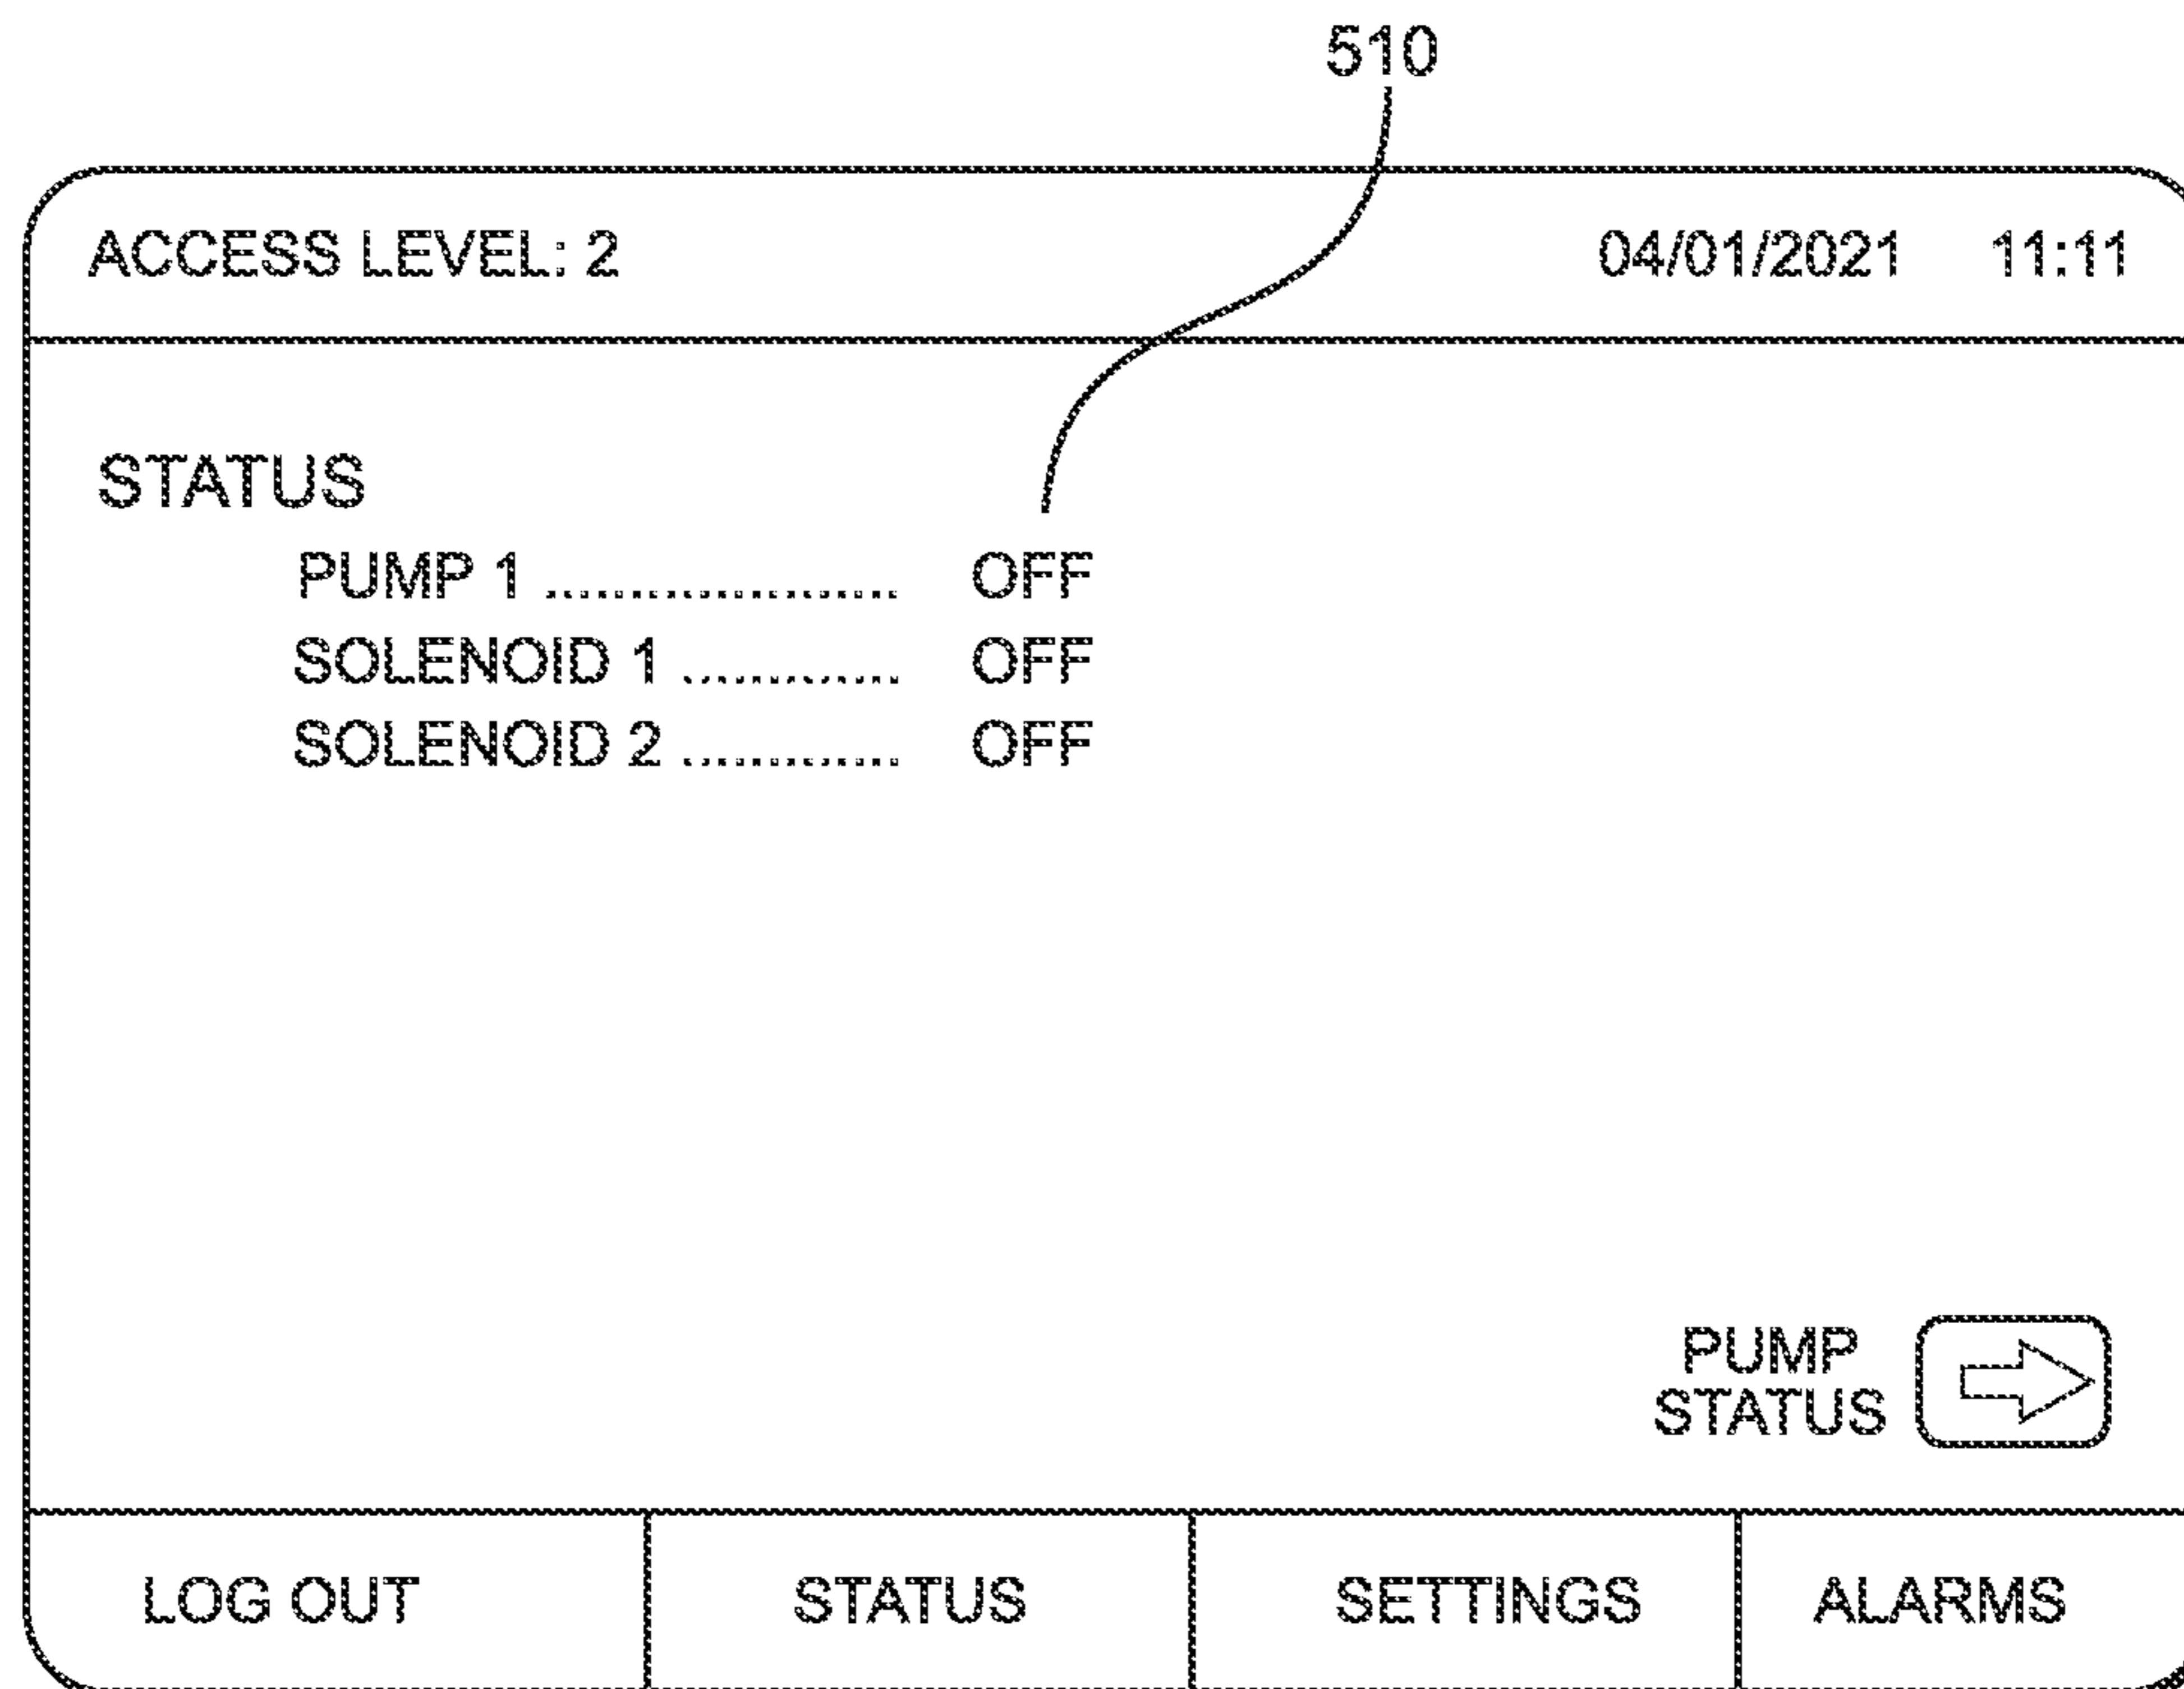 510
ACCESS LEVEL: 2 04/01/2021 11:11
STATUS
PUMP 1 ..................... OFF
SOLENOID 1 ............. OFF
SOLENOID 2 ............. OFF
PUMP
STATUS
LOG OUT STATUS SETTINGS ALARMS